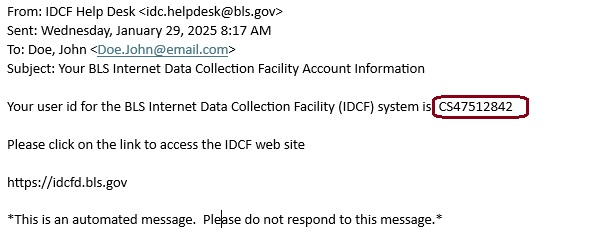 From: IDCF Help Desk <idc.helpdesk@bls.gov>
Sent: Wednesday, January 29, 2025 8:17 AM
To: Doe, John <Doe.John@email.com>
Subject: Your BLS Internet Data Collection Facility Account Information
Your user id for the BLS Internet Data Collection Facility (IDCF) system is CS47512842
Please click on the link to access the IDCF web site
https://idcfd.bls.gov
*This is an automated message.  Please do not respond to this message.*